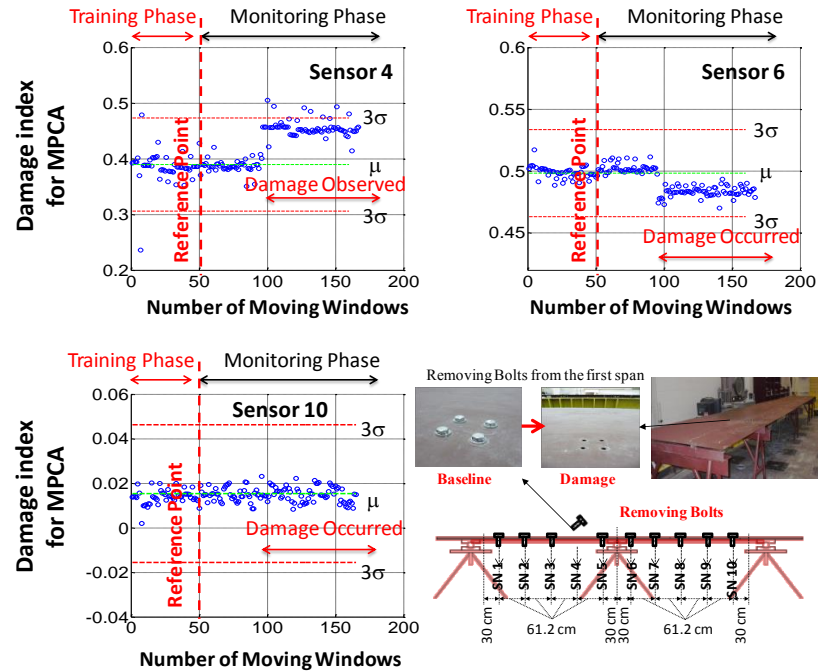 Training Phase
Monitoring Phase
0.6
0.5
0.4
0.3
0.2
Sensor 4
3σ
μ
Damage Observed
3σ
Reference Point
Damage index
for MPCA
0
50
100
150
200
Number of Moving Windows
Training Phase
Monitoring Phase
0.6
0.55
0.5
0.45
Sensor 6
3σ
μ
3σ
Damage Occurred
Reference Point
0
50
100
150
200
Number of Moving Windows
Training Phase
Monitoring Phase
0.06
0.04
0.02
0
-0.02
-0.04
Sensor 10
3σ
μ
Damage Occurred
3σ
Reference Point
Damage index
for MPCA
0
50
100
150
200
Number of Moving Windows
Removing Bolts from the first span
Baseline
Damage
Removing Bolts
SN 1
SN 2
SN 3
SN 4
SN 5
SN 6
SN 7
SN 8
SN 9
SN 10
30 cm
61.2 cm
30 cm
30 cm
61.2 cm
30 cm